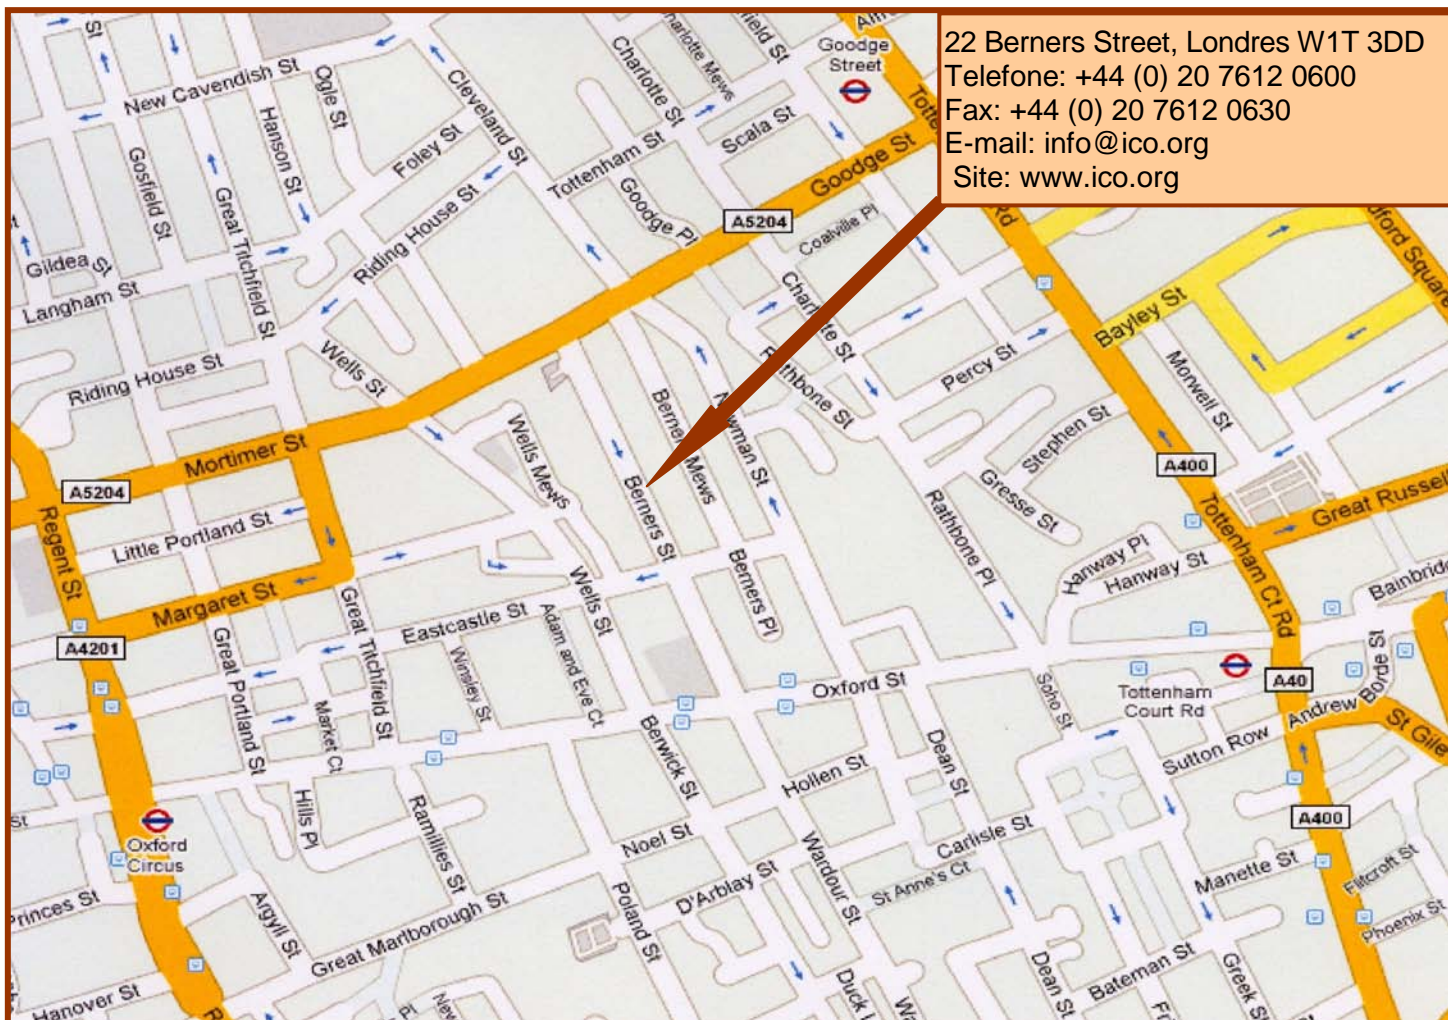 22 Berners Street, Londres W1T 3DD
Telefone: +44 (0) 20 7612 0600
Fax: +44 (0) 20 7612 0630
E-mail: info@ico.org
Site: www.ico.org
Goodge
Street
New Cavendish St
Ogle St
Hanson St
Cleveland St
Charlotte St
Charlotte Mews
Scala St
Foley St
Tottenham St
Goodge St
Gosfield St
Great Titchfield St
Riding House St
Goodge Pl
A5204
Colville Pl
Gildea St
Langham St
Charlotte St
Bayley St
Riding House St
Wells St
Rathbone St
Percy St
Morwell St
Mortimer St
Wells Mews
Berners Mews
Newman St
Stephen St
A400
A5204
Regent St
Little Portland St
Berners St
Gresse St
Rathbone Pl
Tottenham Ct Rd
Great Russell
Margaret St
Wells St
Berners Pl
Hanway Pl
Hanway St
A4201
Great Portland St
Great Titchfield St
Eastcastle St
Winsley St
Adam and Eve Ct
Market Ct
Oxford St
Soho St
Tottenham
Court Rd
A40
Andrew Borde St
St Gile
Sutton Row
Berwick St
Dean St
Hollen St
Hills Pl
Ramillies St
Oxford
Circus
Noel St
Wardour St
Carlisle St
A400
Princes St
Argyll St
Great Marlborough St
Poland St
D'Arblay St
St Anne's Ct
Manette St
Flitcroft St
Phoenix St
Hanover St
Dean St
Bateman St
Greek St